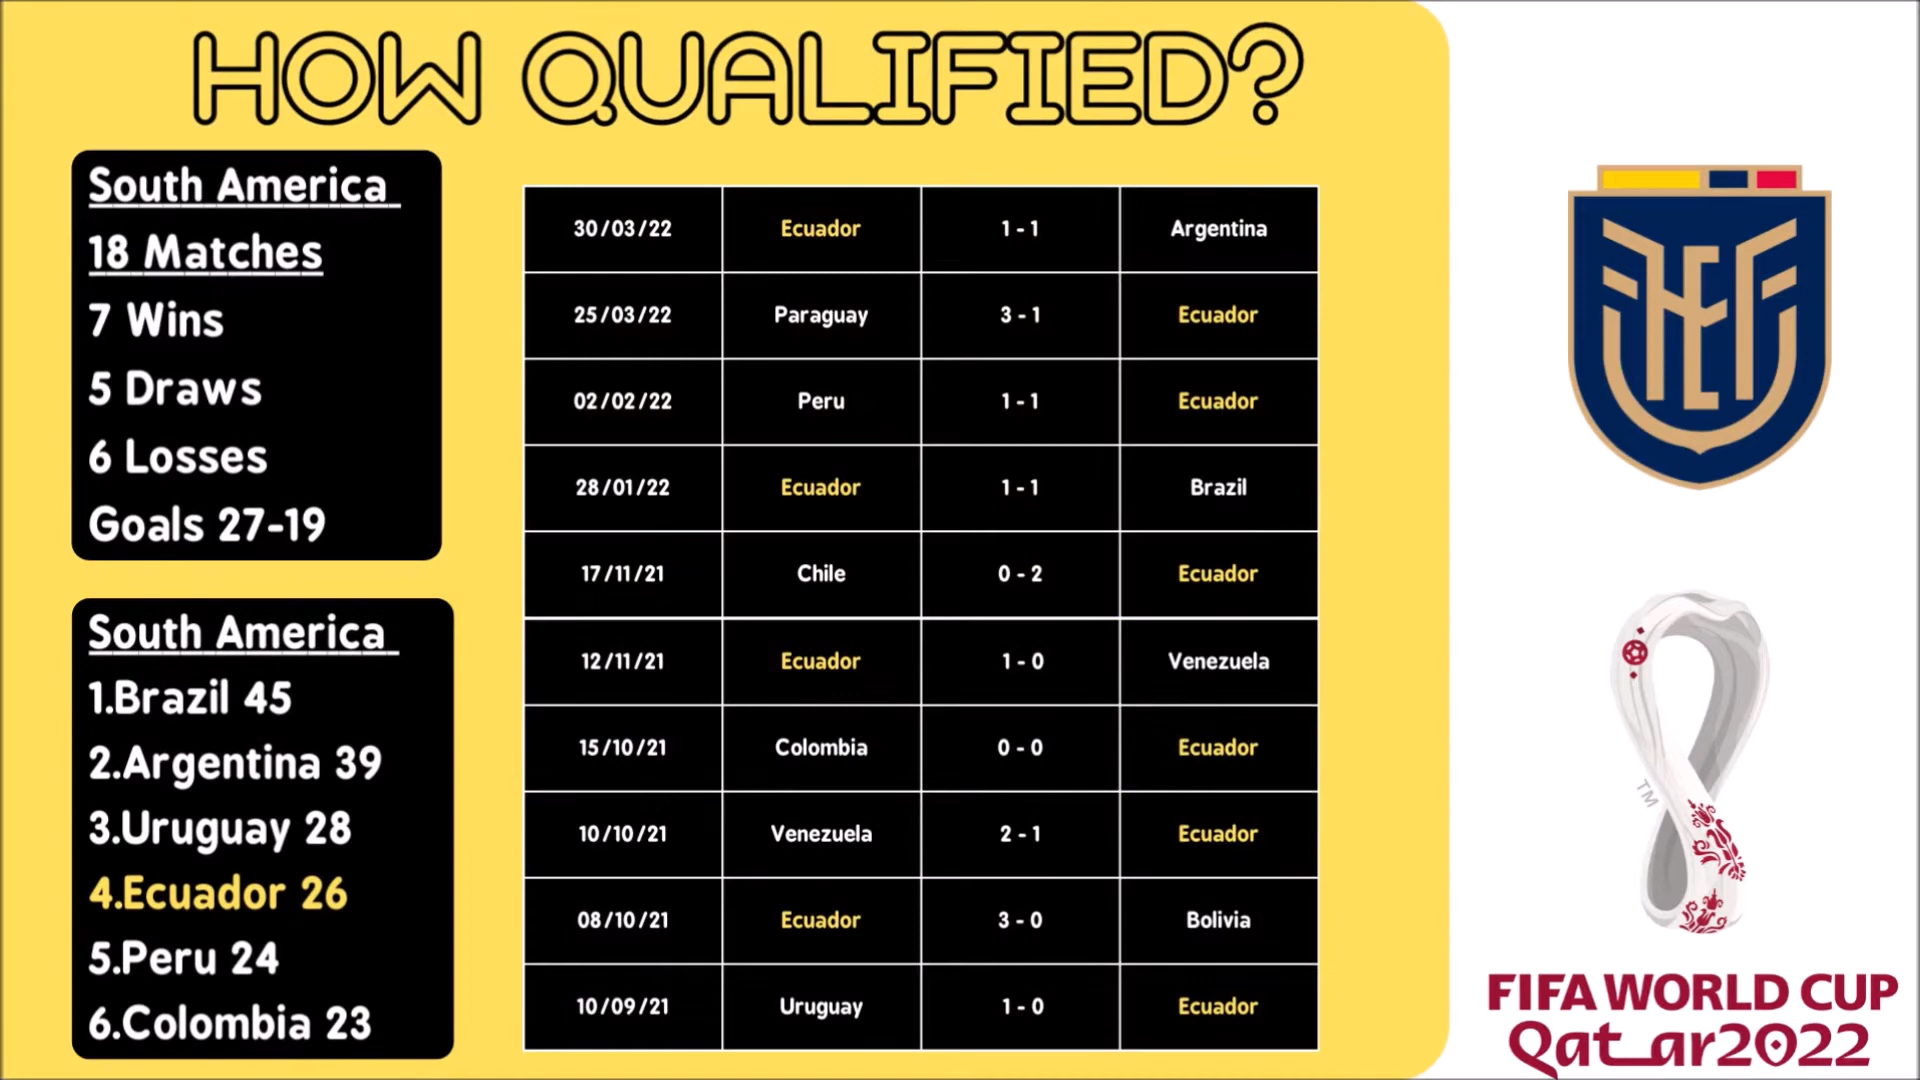 HOW QUALIFIED?
South America
18 Matches
7 Wins
5 Draws
6 Losses
Goals 27-19
South America
1.Brazil 45
2.Argentina 39
3.Uruguay 28
4.Ecuador 26
5.Peru 24
6.Colombia 23
30/03/22 Ecuador 1 - 1 Argentina
25/03/22 Paraguay 3 - 1 Ecuador
02/02/22 Peru 1 - 1 Ecuador
28/01/22 Ecuador 1 - 1 Brazil
17/11/21 Chile 0 - 2 Ecuador
12/11/21 Ecuador 1 - 0 Venezuela
15/10/21 Colombia 0 - 0 Ecuador
10/10/21 Venezuela 2 - 1 Ecuador
08/10/21 Ecuador 3 - 0 Bolivia
10/09/21 Uruguay 1 - 0 Ecuador
FEF
TM
FIFA WORLD CUP
Qatar2022